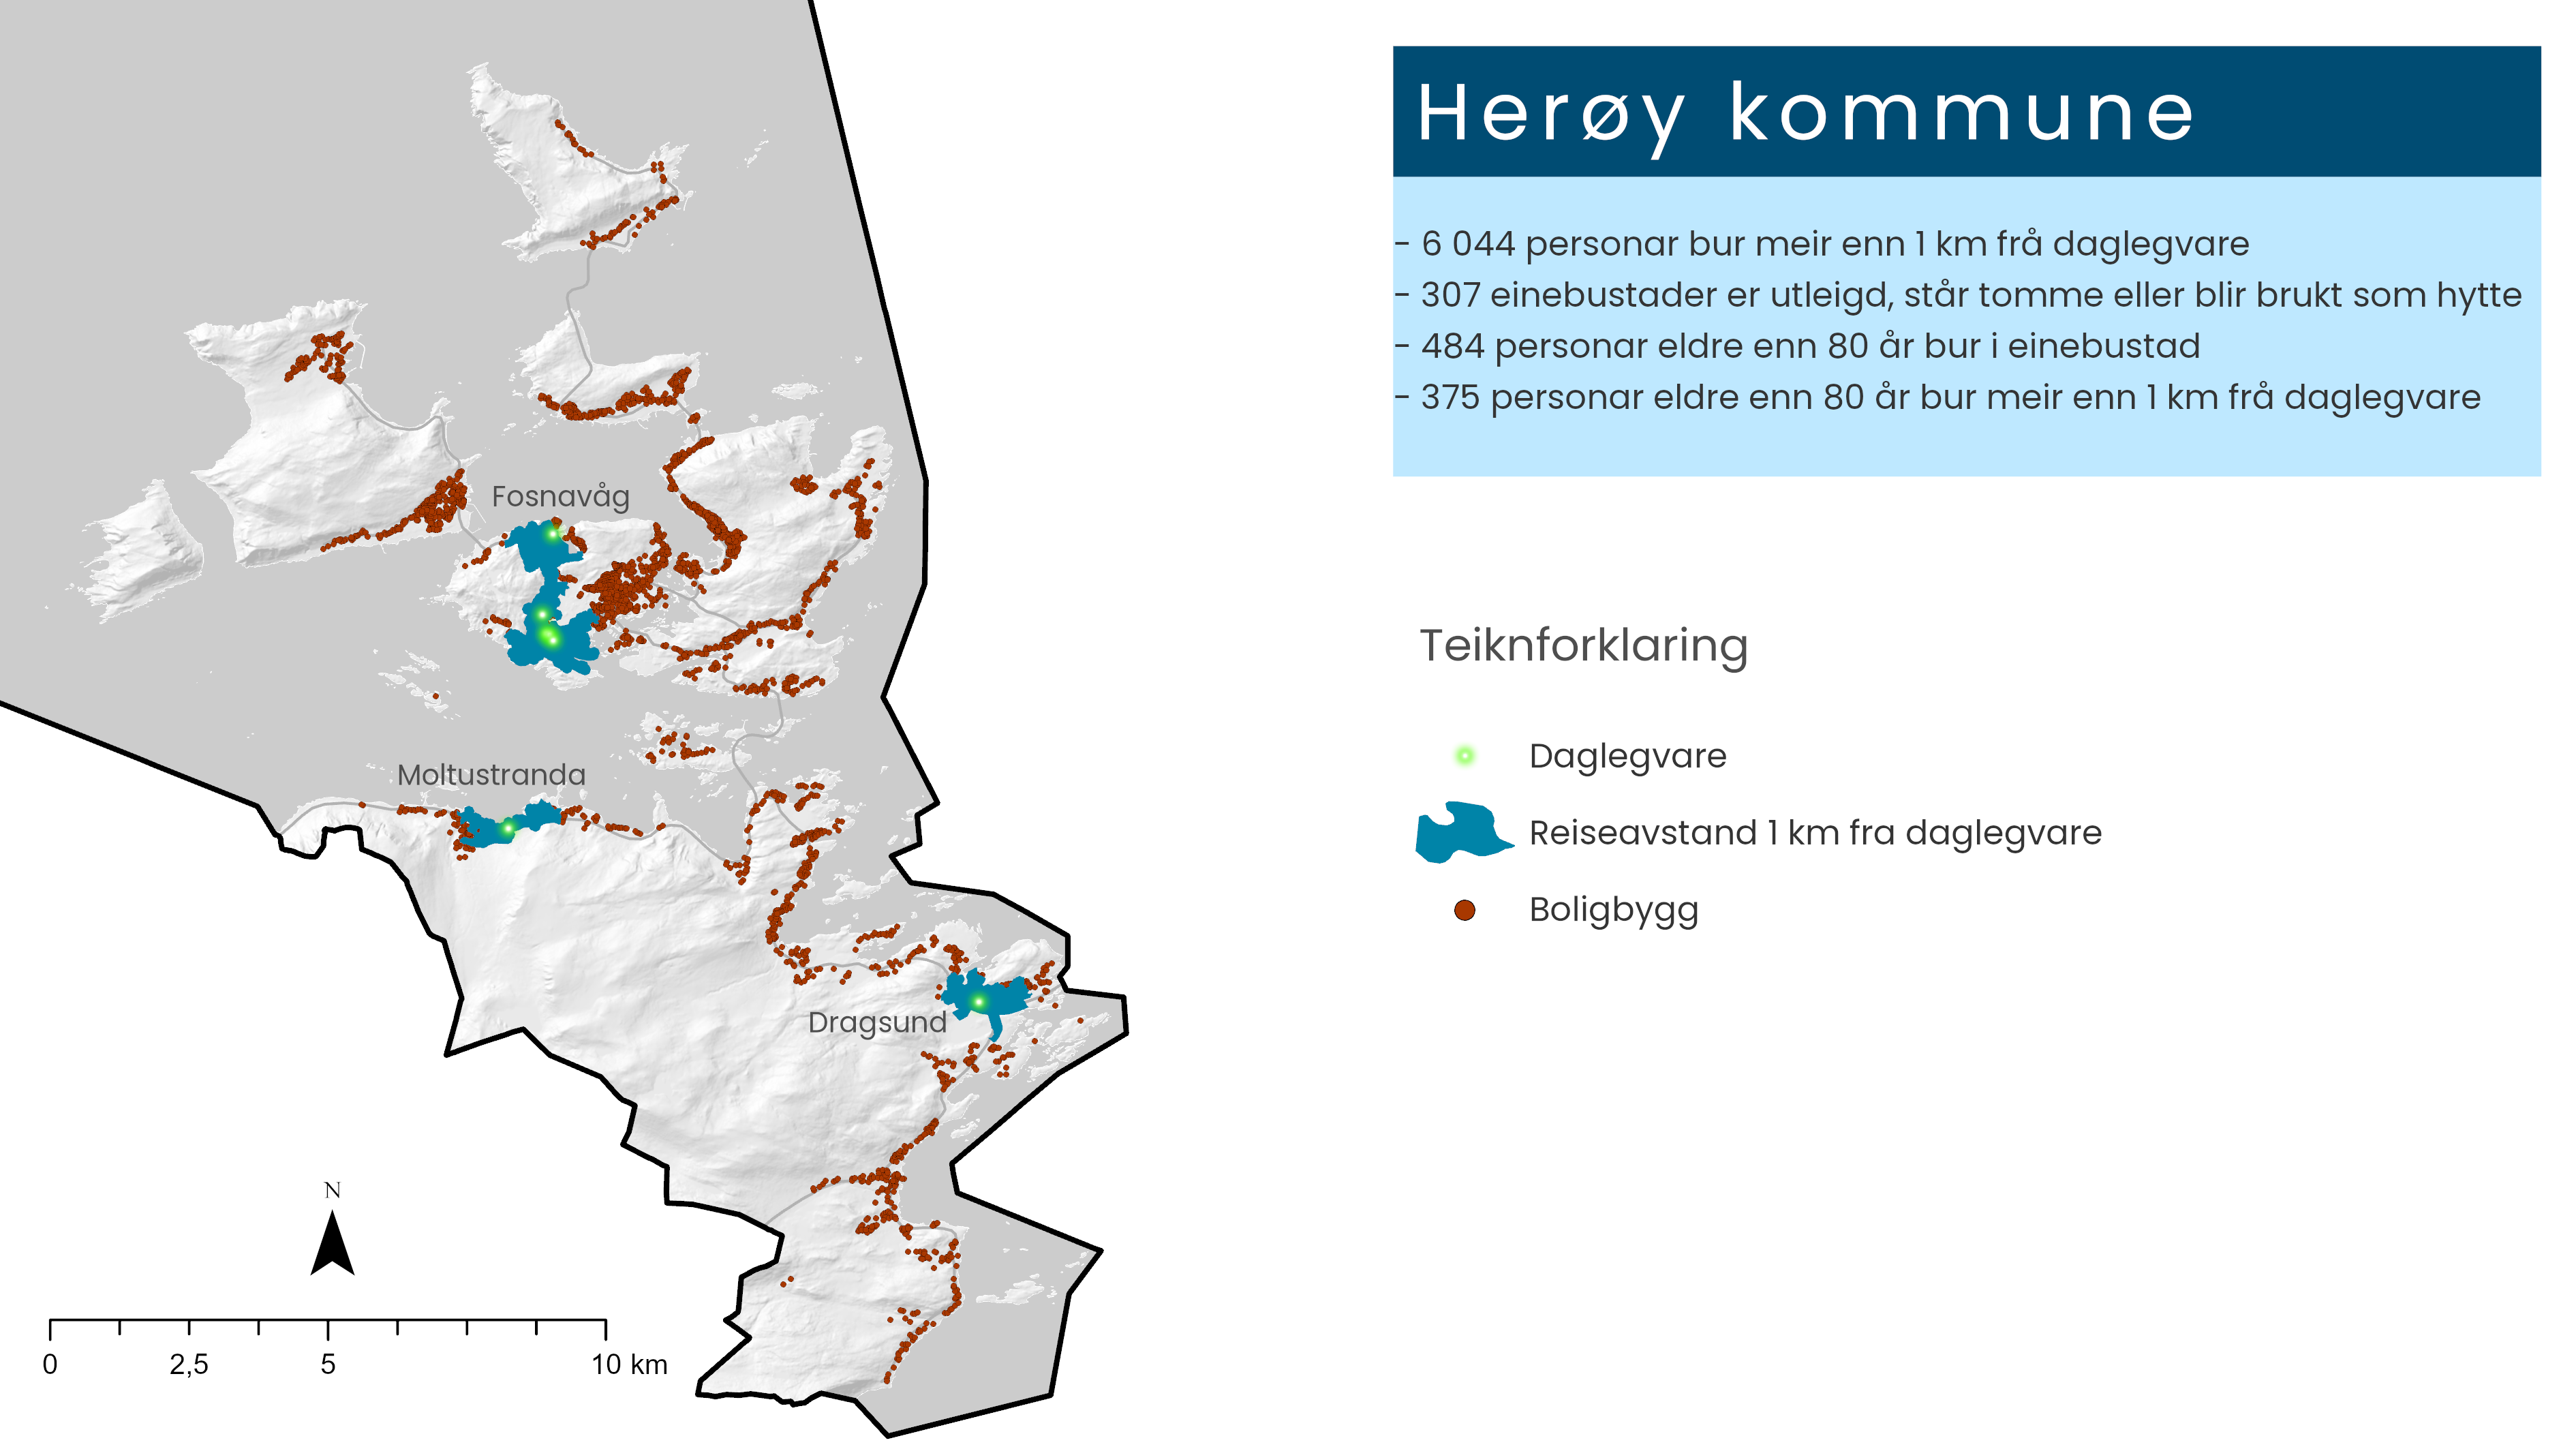 Herøy kommune
- 6 044 personar bur meir enn 1 km frå daglegvare
- 307 einebustader er utleigd, står tomme eller blir brukt som hytte
- 484 personar eldre enn 80 år bur i einebustad
- 375 personar eldre enn 80 år bur meir enn 1 km frå daglegvare
Fosnavåg
Moltustranda
Dragsund
Teiknforklaring
Daglegvare
Reiseavstand 1 km fra daglegvare
Boligbygg
N
0 2,5 5 10 km